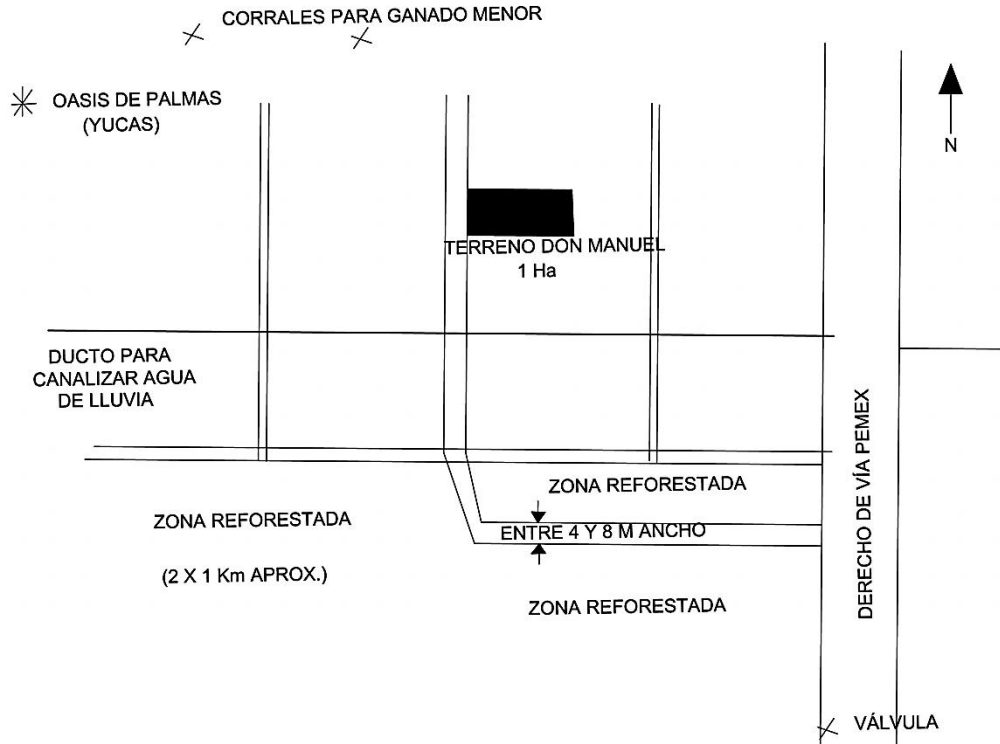 CORRALES PARA GANADO MENOR
OASIS DE PALMAS
(YUCAS)
N
TERRENO DON MANUEL
1 Ha
DUCTO PARA
CANALIZAR AGUA
DE LLUVIA
ZONA REFORESTADA
ZONA REFORESTADA
(2 X 1 Km APROX.)
ENTRE 4 Y 8 M ANCHO
ZONA REFORESTADA
DERECHO DE VÍA PEMEX
VÁLVULA